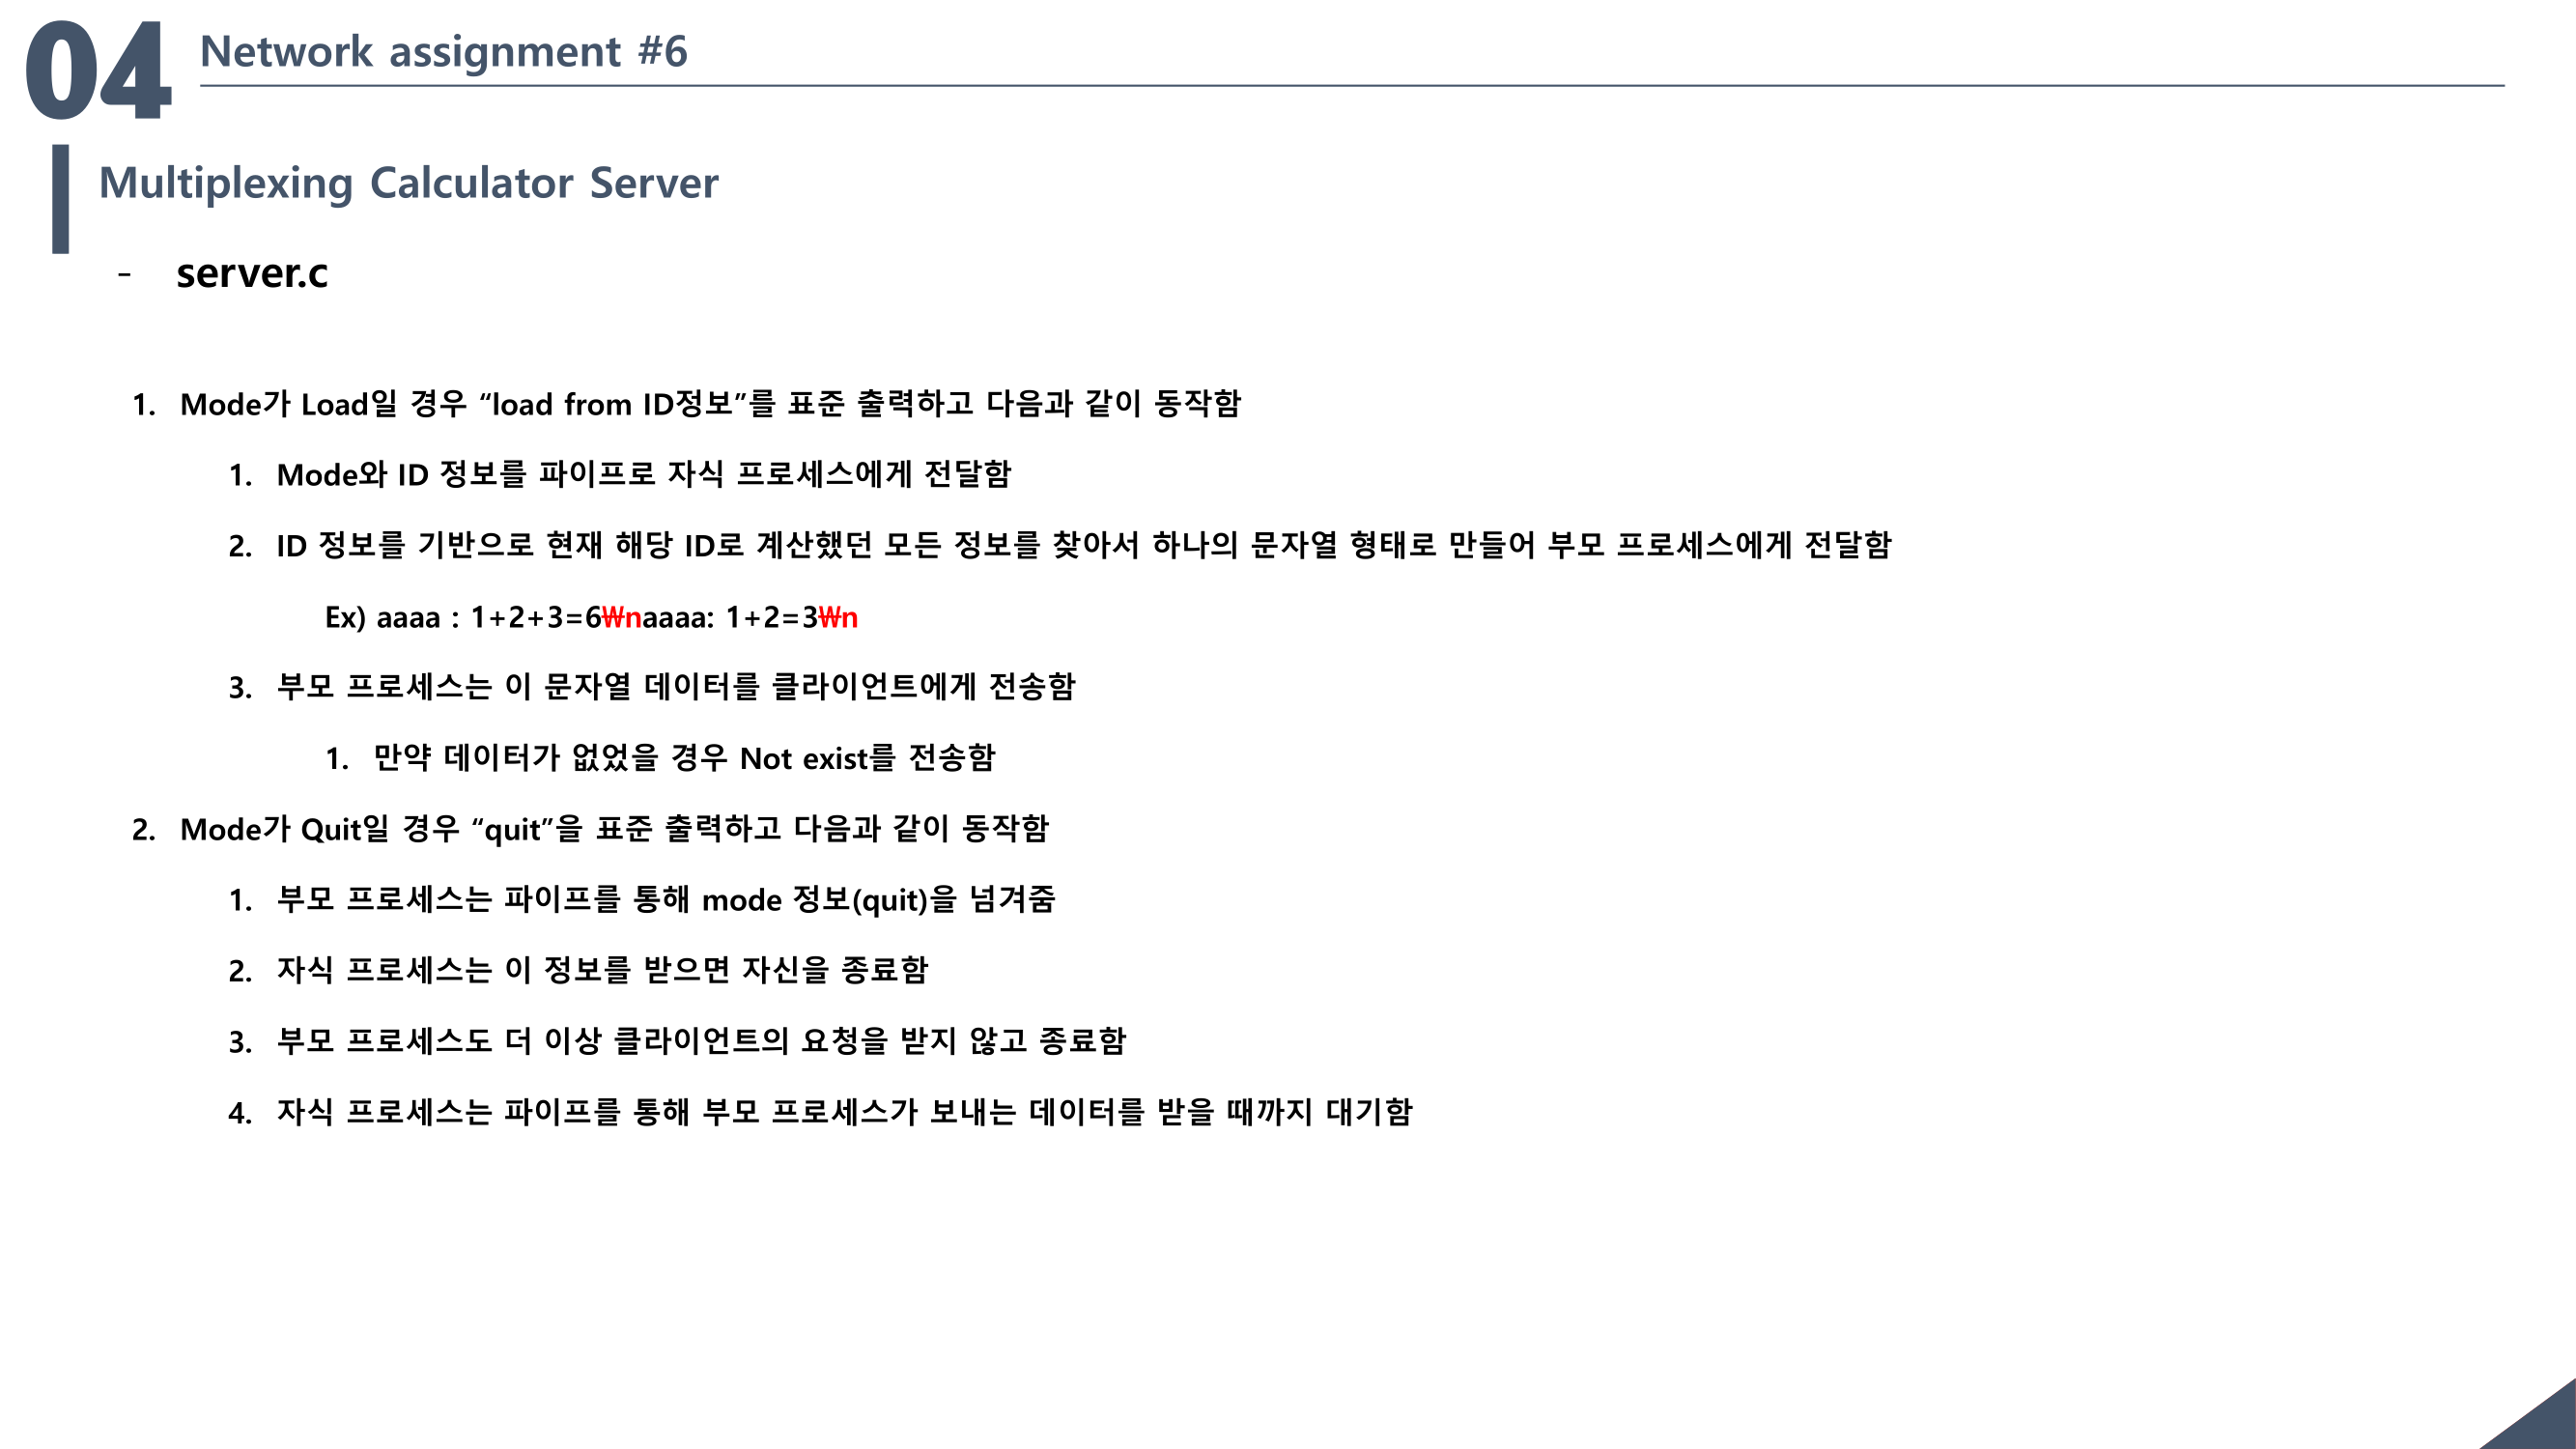 04
Network assignment #6
Multiplexing Calculator Server
- server.c
1. Mode가 Load일 경우 “load from ID정보”를 표준 출력하고 다음과 같이 동작함
1. Mode와 ID 정보를 파이프로 자식 프로세스에게 전달함
2. ID 정보를 기반으로 현재 해당 ID로 계산했던 모든 정보를 찾아서 하나의 문자열 형태로 만들어 부모 프로세스에게 전달함
Ex) aaaa : 1+2+3=6₩naaaa: 1+2=3₩n
3. 부모 프로세스는 이 문자열 데이터를 클라이언트에게 전송함
1. 만약 데이터가 없었을 경우 Not exist를 전송함
2. Mode가 Quit일 경우 “quit”을 표준 출력하고 다음과 같이 동작함
1. 부모 프로세스는 파이프를 통해 mode 정보(quit)을 넘겨줌
2. 자식 프로세스는 이 정보를 받으면 자신을 종료함
3. 부모 프로세스도 더 이상 클라이언트의 요청을 받지 않고 종료함
4. 자식 프로세스는 파이프를 통해 부모 프로세스가 보내는 데이터를 받을 때까지 대기함